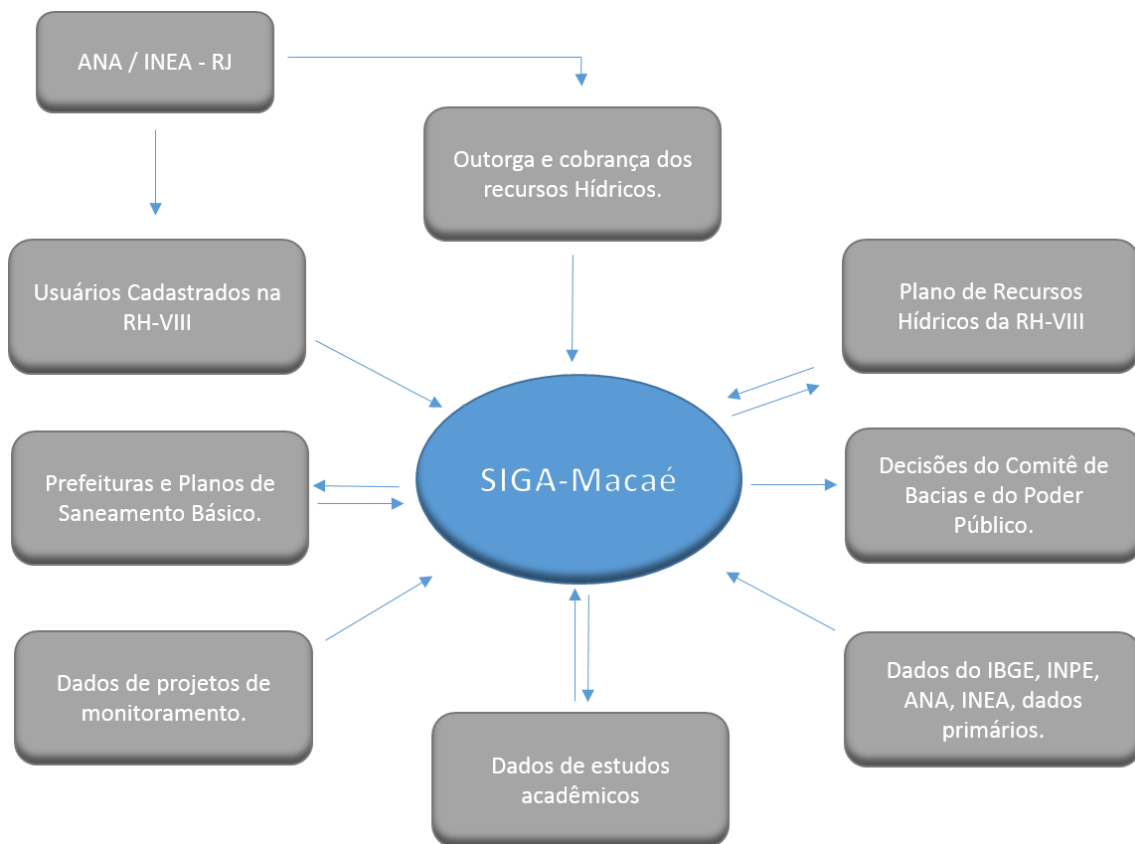 ANA / INEA - RJ
Outorga e cobrança dos
recursos Hídricos.
Usuários Cadastrados na
RH-VIII
Plano de Recursos
Hídricos da RH-VIII
SIGA-Macaé
Prefeituras e Planos de
Saneamento Básico.
Decisões do Comitê de
Bacias e do Poder
Público.
Dados de projetos de
monitoramento.
Dados do IBGE, INPE,
ANA, INEA, dados
primários.
Dados de estudos
acadêmicos